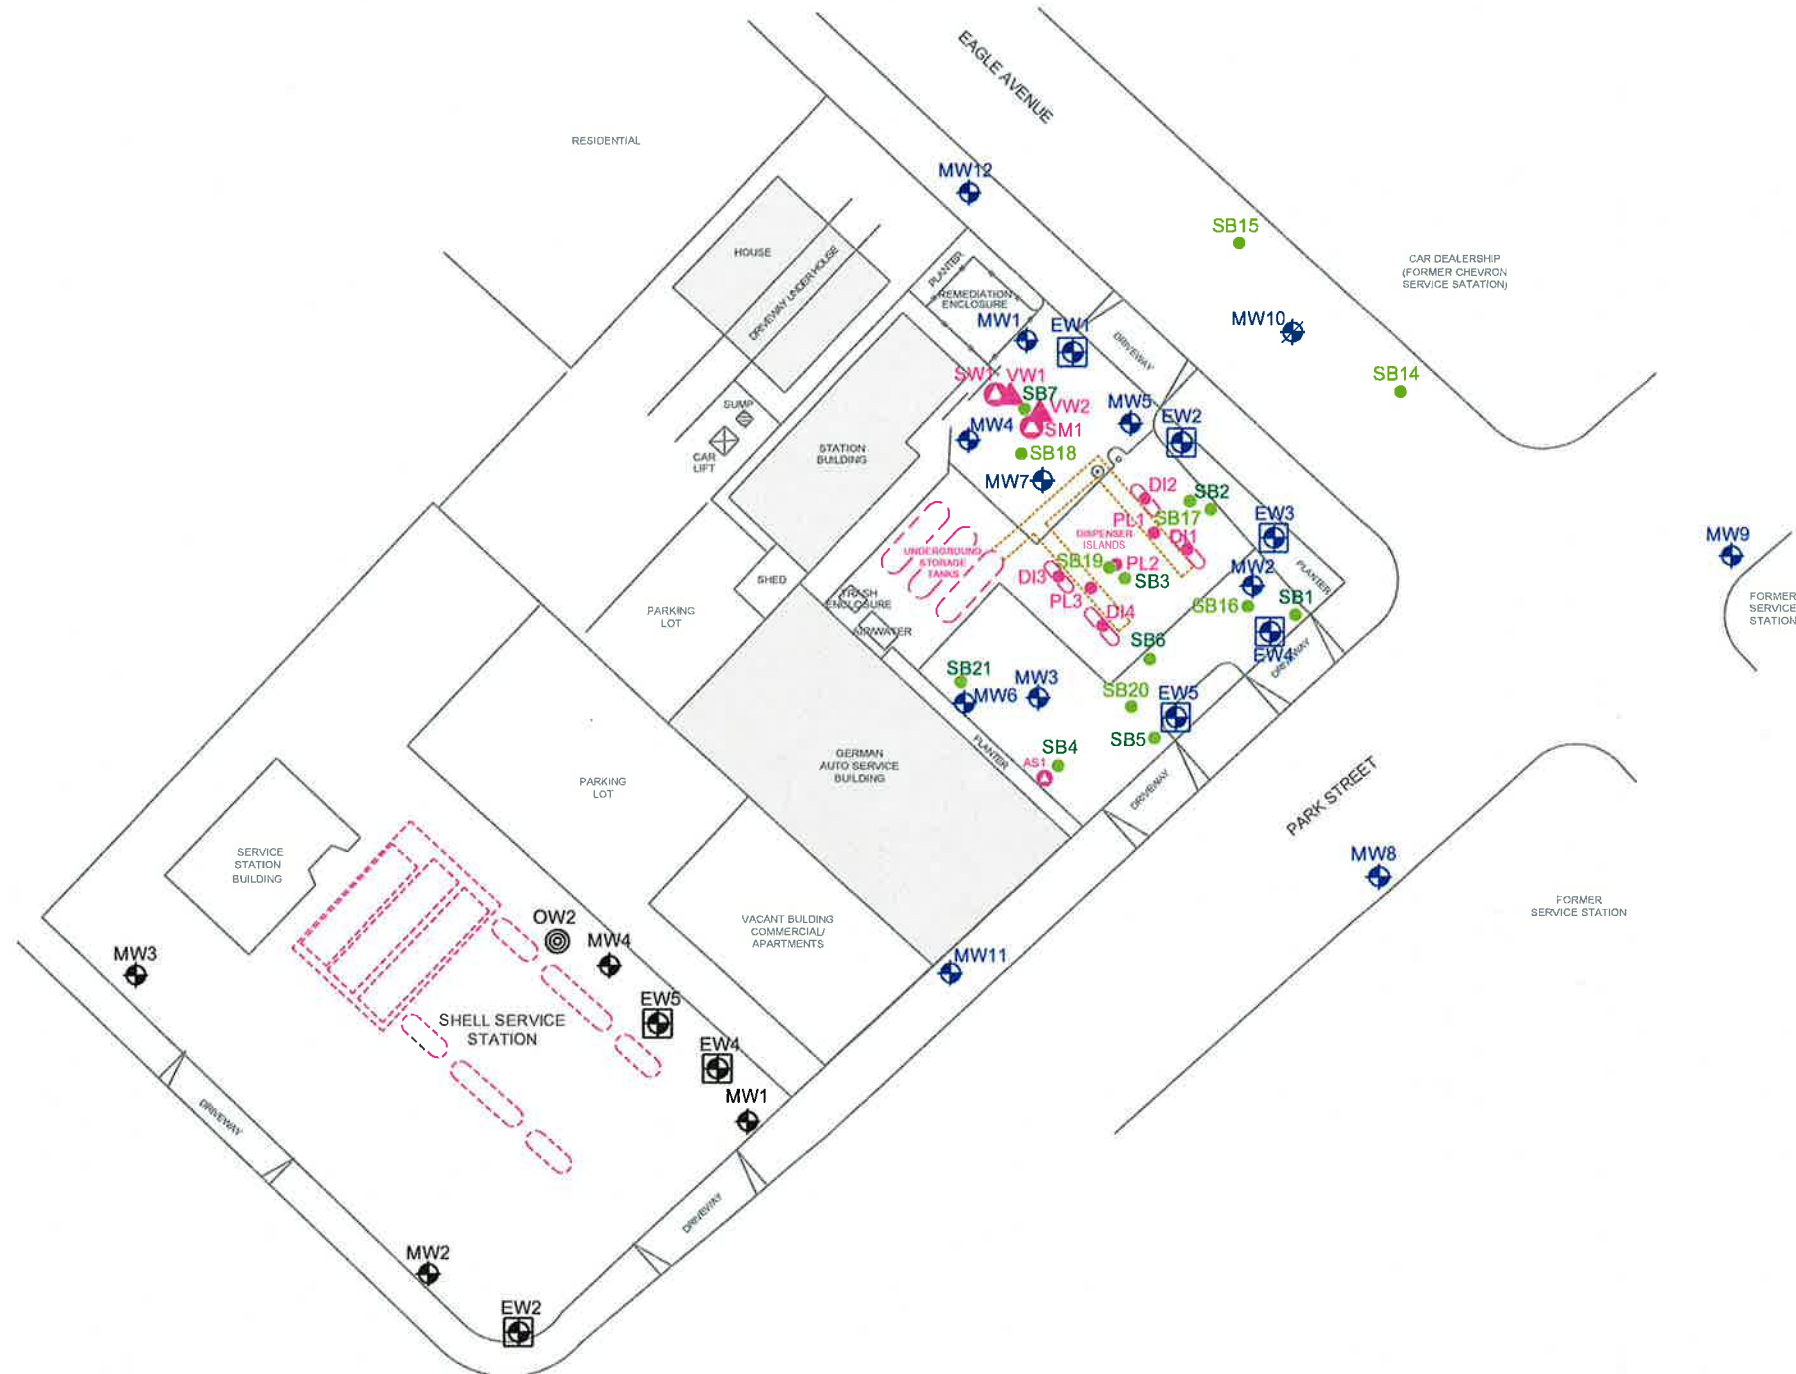 EAGLE AVENUE
RESIDENTIAL
MW12
SB15
HOUSE
DRIVEWAY UNDER HOUSE
PLANTER
REMEDIATION
ENCLOSURE
CAR DEALERSHIP
(FORMER CHEVRON
SERVICE SATATION)
MW1
EW1
MW10
DRIVEWAY
SW1
VW1
SB7
VW2
SM1
MW4
SB18
MW5
EW2
SB14
SUMP
CAR
LIFT
STATION
BUILDING
MW7
DI2
SB2
PL1
SB17
DI1
EW3
DISPENSER
ISLANDS
UNDERGROUND
STORAGE
TANKS
SB19
PL2
SB3
DI3
PL3
DI4
MW2
PLANTER
SB16
SB1
EW4
DRIVEWAY
MW9
FORMER
SERVICE
STATION
SHED
TRASH
ENCLOSURE
AIR/WATER
PARKING
LOT
SB6
SB21
MW6
MW3
SB20
EW5
SB5
SB4
AS1
PLANTER
DRIVEWAY
GERMAN
AUTO SERVICE
BUILDING
PARKING
LOT
PARK STREET
MW8
FORMER
SERVICE STATION
SERVICE
STATION
BUILDING
VACANT BULDING
COMMERCIAL/
APARTMENTS
MW11
OW2
MW4
MW3
EW5
SHELL SERVICE
STATION
EW4
MW1
DRIVEWAY
DRIVEWAY
MW2
EW2